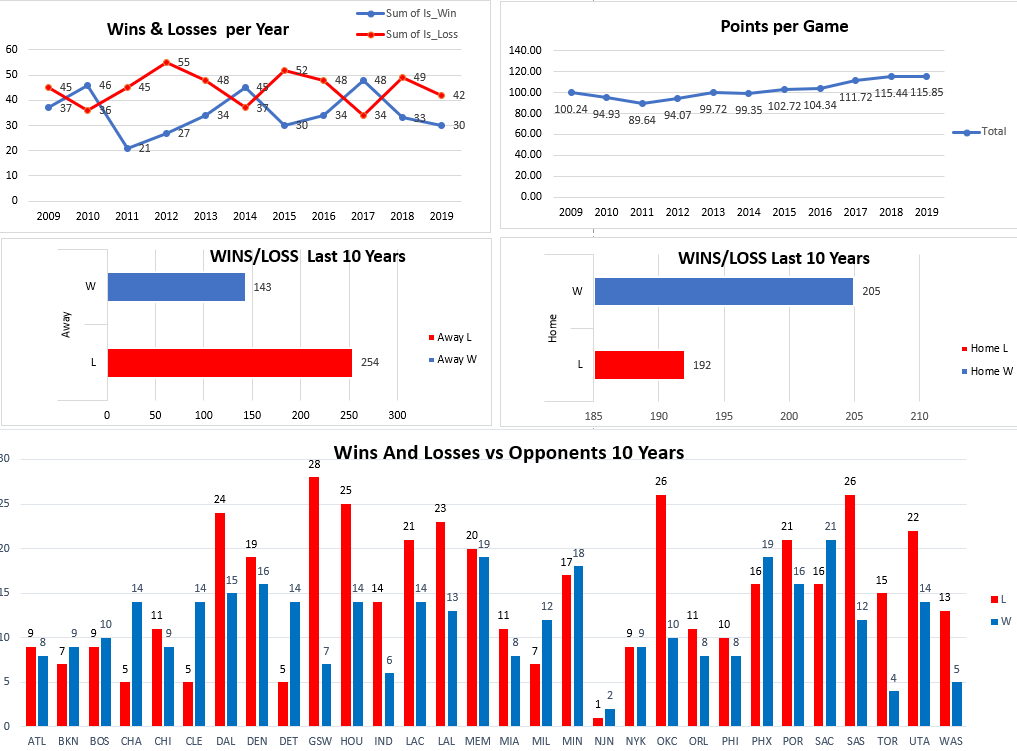 Wins & Losses per Year
Sum of Is_Win
Sum of Is_Loss
60
50
40
30
20
10
0
45 36 45 55 48 37 52 48 34 49 42
37 46 21 27 34 45 30 34 48 33 30
2009 2010 2011 2012 2013 2014 2015 2016 2017 2018 2019
Points per Game
140.00
120.00
100.00
80.00
60.00
40.00
20.00
0.00
100.24 94.93 89.64 94.07 99.72 99.35 102.72 104.34 111.72 115.44 115.85
2009 2010 2011 2012 2013 2014 2015 2016 2017 2018 2019
Total
WINS/LOSS Last 10 Years
Away
W 143
L 254
0 50 100 150 200 250 300
Away L
Away W
WINS/LOSS Last 10 Years
Home
W 205
L 192
185 190 195 200 205 210
Home L
Home W
Wins And Losses vs Opponents 10 Years
30
25
20
15
10
5
0
9 8 7 9 9 10 5 14 11 9 5 14 24 15 19 16 5 14 28 7 25 14 14 6 21 14 23 13 20 19 11 8 7 12 17 18 1 2 9 9 26 10 11 8 10 8 16 19 21 16 16 21 26 12 15 4 22 14 13 5
ATL BKN BOS CHA CHI CLE DAL DEN DET GSW HOU IND LAC LAL MEM MIA MIL MIN NJN NYK OKC ORL PHI PHX POR SAC SAS TOR UTA WAS
L
W